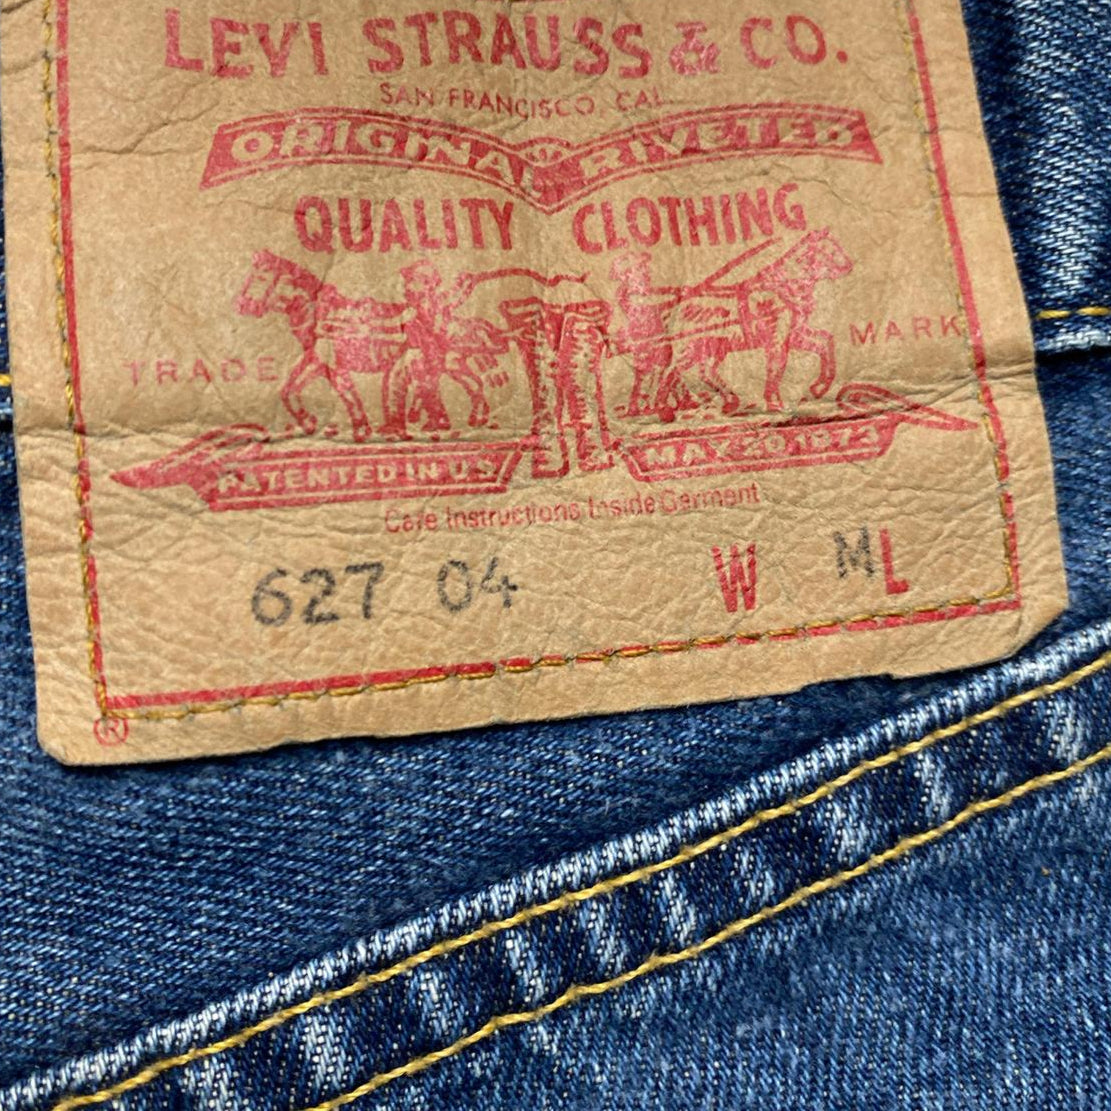 LEVI STRAUSS & CO.
SAN FRANCISCO, CAL.
ORIGINAL RIVETED
QUALITY CLOTHING
TRADE MARK
PATENTED IN U S MAY 20 1873
Care Instructions Inside Garment
627 04 W ML
®